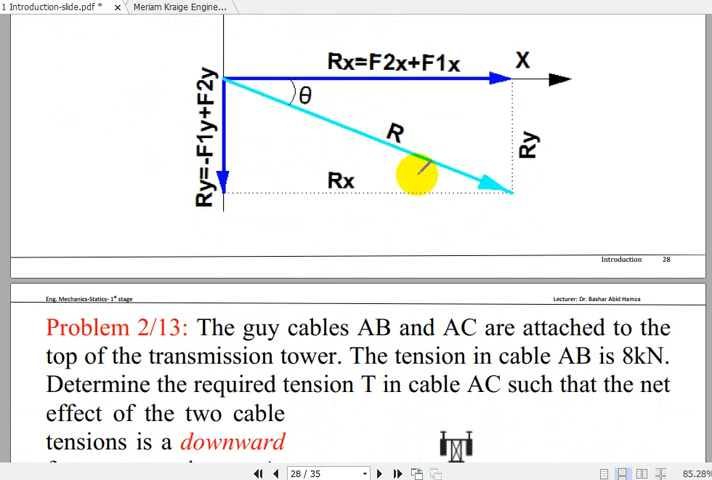 1 Introduction-slide.pdf *
Meriam Kraige Engine...
Rx=F2x+F1x
X
θ
Ry=-F1y+F2y
R
Ry
Rx
Introduction 28
Eng. Mechanics-Statics- 1st stage
Lecturer: Dr. Bashar Abid Hamza
Problem 2/13: The guy cables AB and AC are attached to the
top of the transmission tower. The tension in cable AB is 8kN.
Determine the required tension T in cable AC such that the net
effect of the two cable
tensions is a downward
28 / 35
85.28%